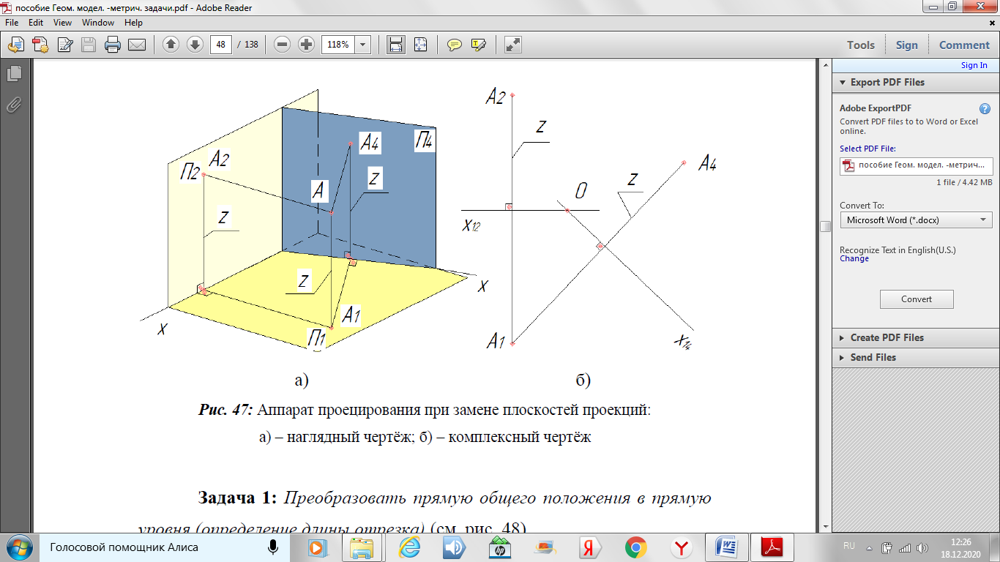 пособие Геом. модел. -метрич. задачи.pdf - Adobe Reader
File Edit View Window Help
48 / 138 118% Tools Sign Comment
Sign In
Export PDF Files
Adobe ExportPDF
Convert PDF files to to Word or Excel
online.
Select PDF File:
пособие Геом. модел. -метрич...
1 file / 4.42 MB
Convert To:
Microsoft Word (*.docx)
Recognize Text in English(U.S.)
Change
Convert
Create PDF Files
Send Files
П2 A2
A4 П4
A
z
z
z
A1
П1
x
x
а)
A2
z
O
z
A4
x12
A1
x14
б)
Рис. 47: Аппарат проецирования при замене плоскостей проекций:
а) – наглядный чертёж; б) – комплексный чертёж
Задача 1: Преобразовать прямую общего положения в прямую
уровня (определение длины отрезка) (см. рис. 48)
Голосовой помощник Алиса
RU
12:26
18.12.2020